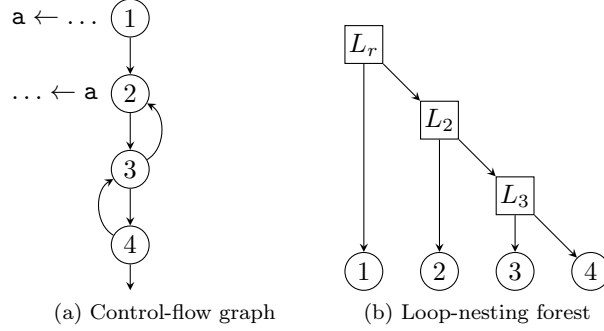 a ← ...
1
... ← a
2
3
4
(a) Control-flow graph
L_r
L_2
L_3
1 2 3 4
(b) Loop-nesting forest